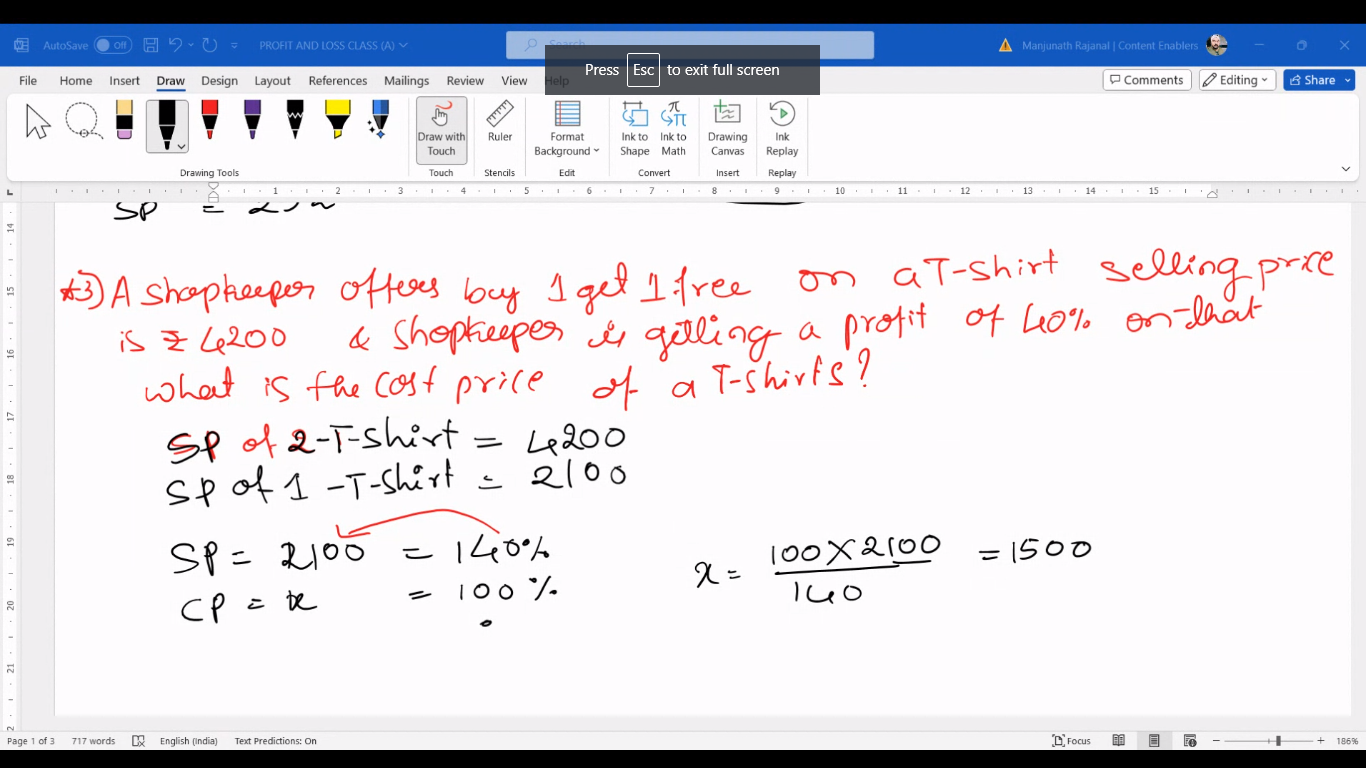 AutoSave Off PROFIT AND LOSS CLASS (A) Search Manjunath Rajanal | Content Enablers
Press Esc to exit full screen
File Home Insert Draw Design Layout References Mailings Review View Help Comments Editing Share
Draw with Touch Ruler Format Background Ink to Shape Ink to Math Drawing Canvas Ink Replay
Drawing Tools Touch Stencils Edit Convert Insert Replay
1 2 3 4 5 6 7 8 9 10 11 12 13 14 15
14 15 16 17 18 19 20 21 2
SP =
*3) A shopkeeper offers buy 1 get 1 free on a T-shirt selling price
is ₹ 4200 & shopkeeper is getting a profit of 40% on that
what is the cost price of a T-shirts?
SP of 2-T-shirt = 4200
SP of 1-T-shirt = 2100
SP = 2100 = 140%
CP = x = 100 %
x = 100 X 2100 = 1500
140
Page 1 of 3 717 words English (India) Text Predictions: On Focus - + 186%